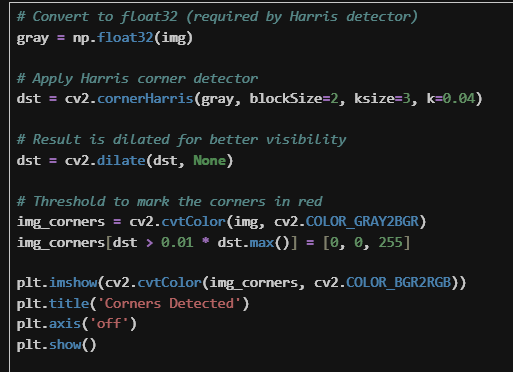 # Convert to float32 (required by Harris detector)
gray = np.float32(img)
# Apply Harris corner detector
dst = cv2.cornerHarris(gray, blockSize=2, ksize=3, k=0.04)
# Result is dilated for better visibility
dst = cv2.dilate(dst, None)
# Threshold to mark the corners in red
img_corners = cv2.cvtColor(img, cv2.COLOR_GRAY2BGR)
img_corners[dst > 0.01 * dst.max()] = [0, 0, 255]
plt.imshow(cv2.cvtColor(img_corners, cv2.COLOR_BGR2RGB))
plt.title('Corners Detected')
plt.axis('off')
plt.show()